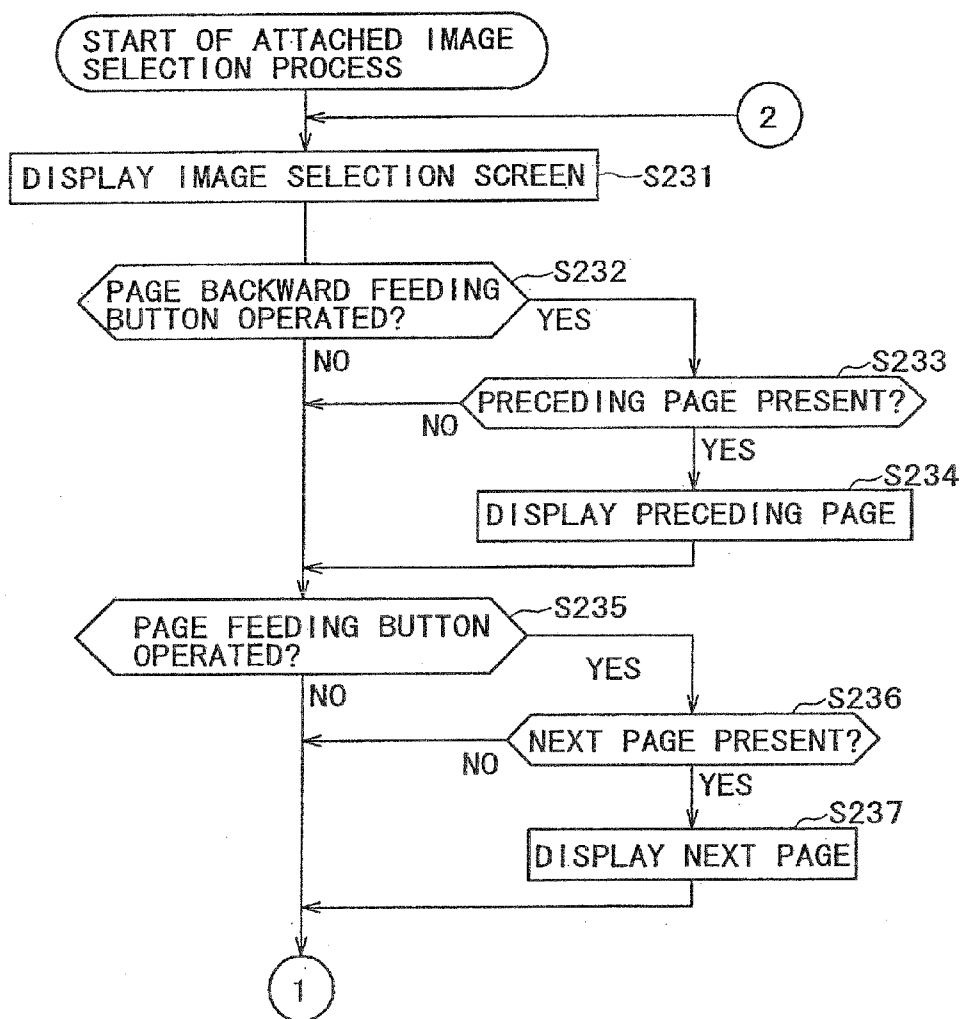 START OF ATTACHED IMAGE
SELECTION PROCESS
2
DISPLAY IMAGE SELECTION SCREEN
S231
S232
PAGE BACKWARD FEEDING
BUTTON OPERATED?
YES
NO
S233
PRECEDING PAGE PRESENT?
NO
YES
S234
DISPLAY PRECEDING PAGE
S235
PAGE FEEDING BUTTON
OPERATED?
YES
NO
S236
NEXT PAGE PRESENT?
NO
YES
S237
DISPLAY NEXT PAGE
1